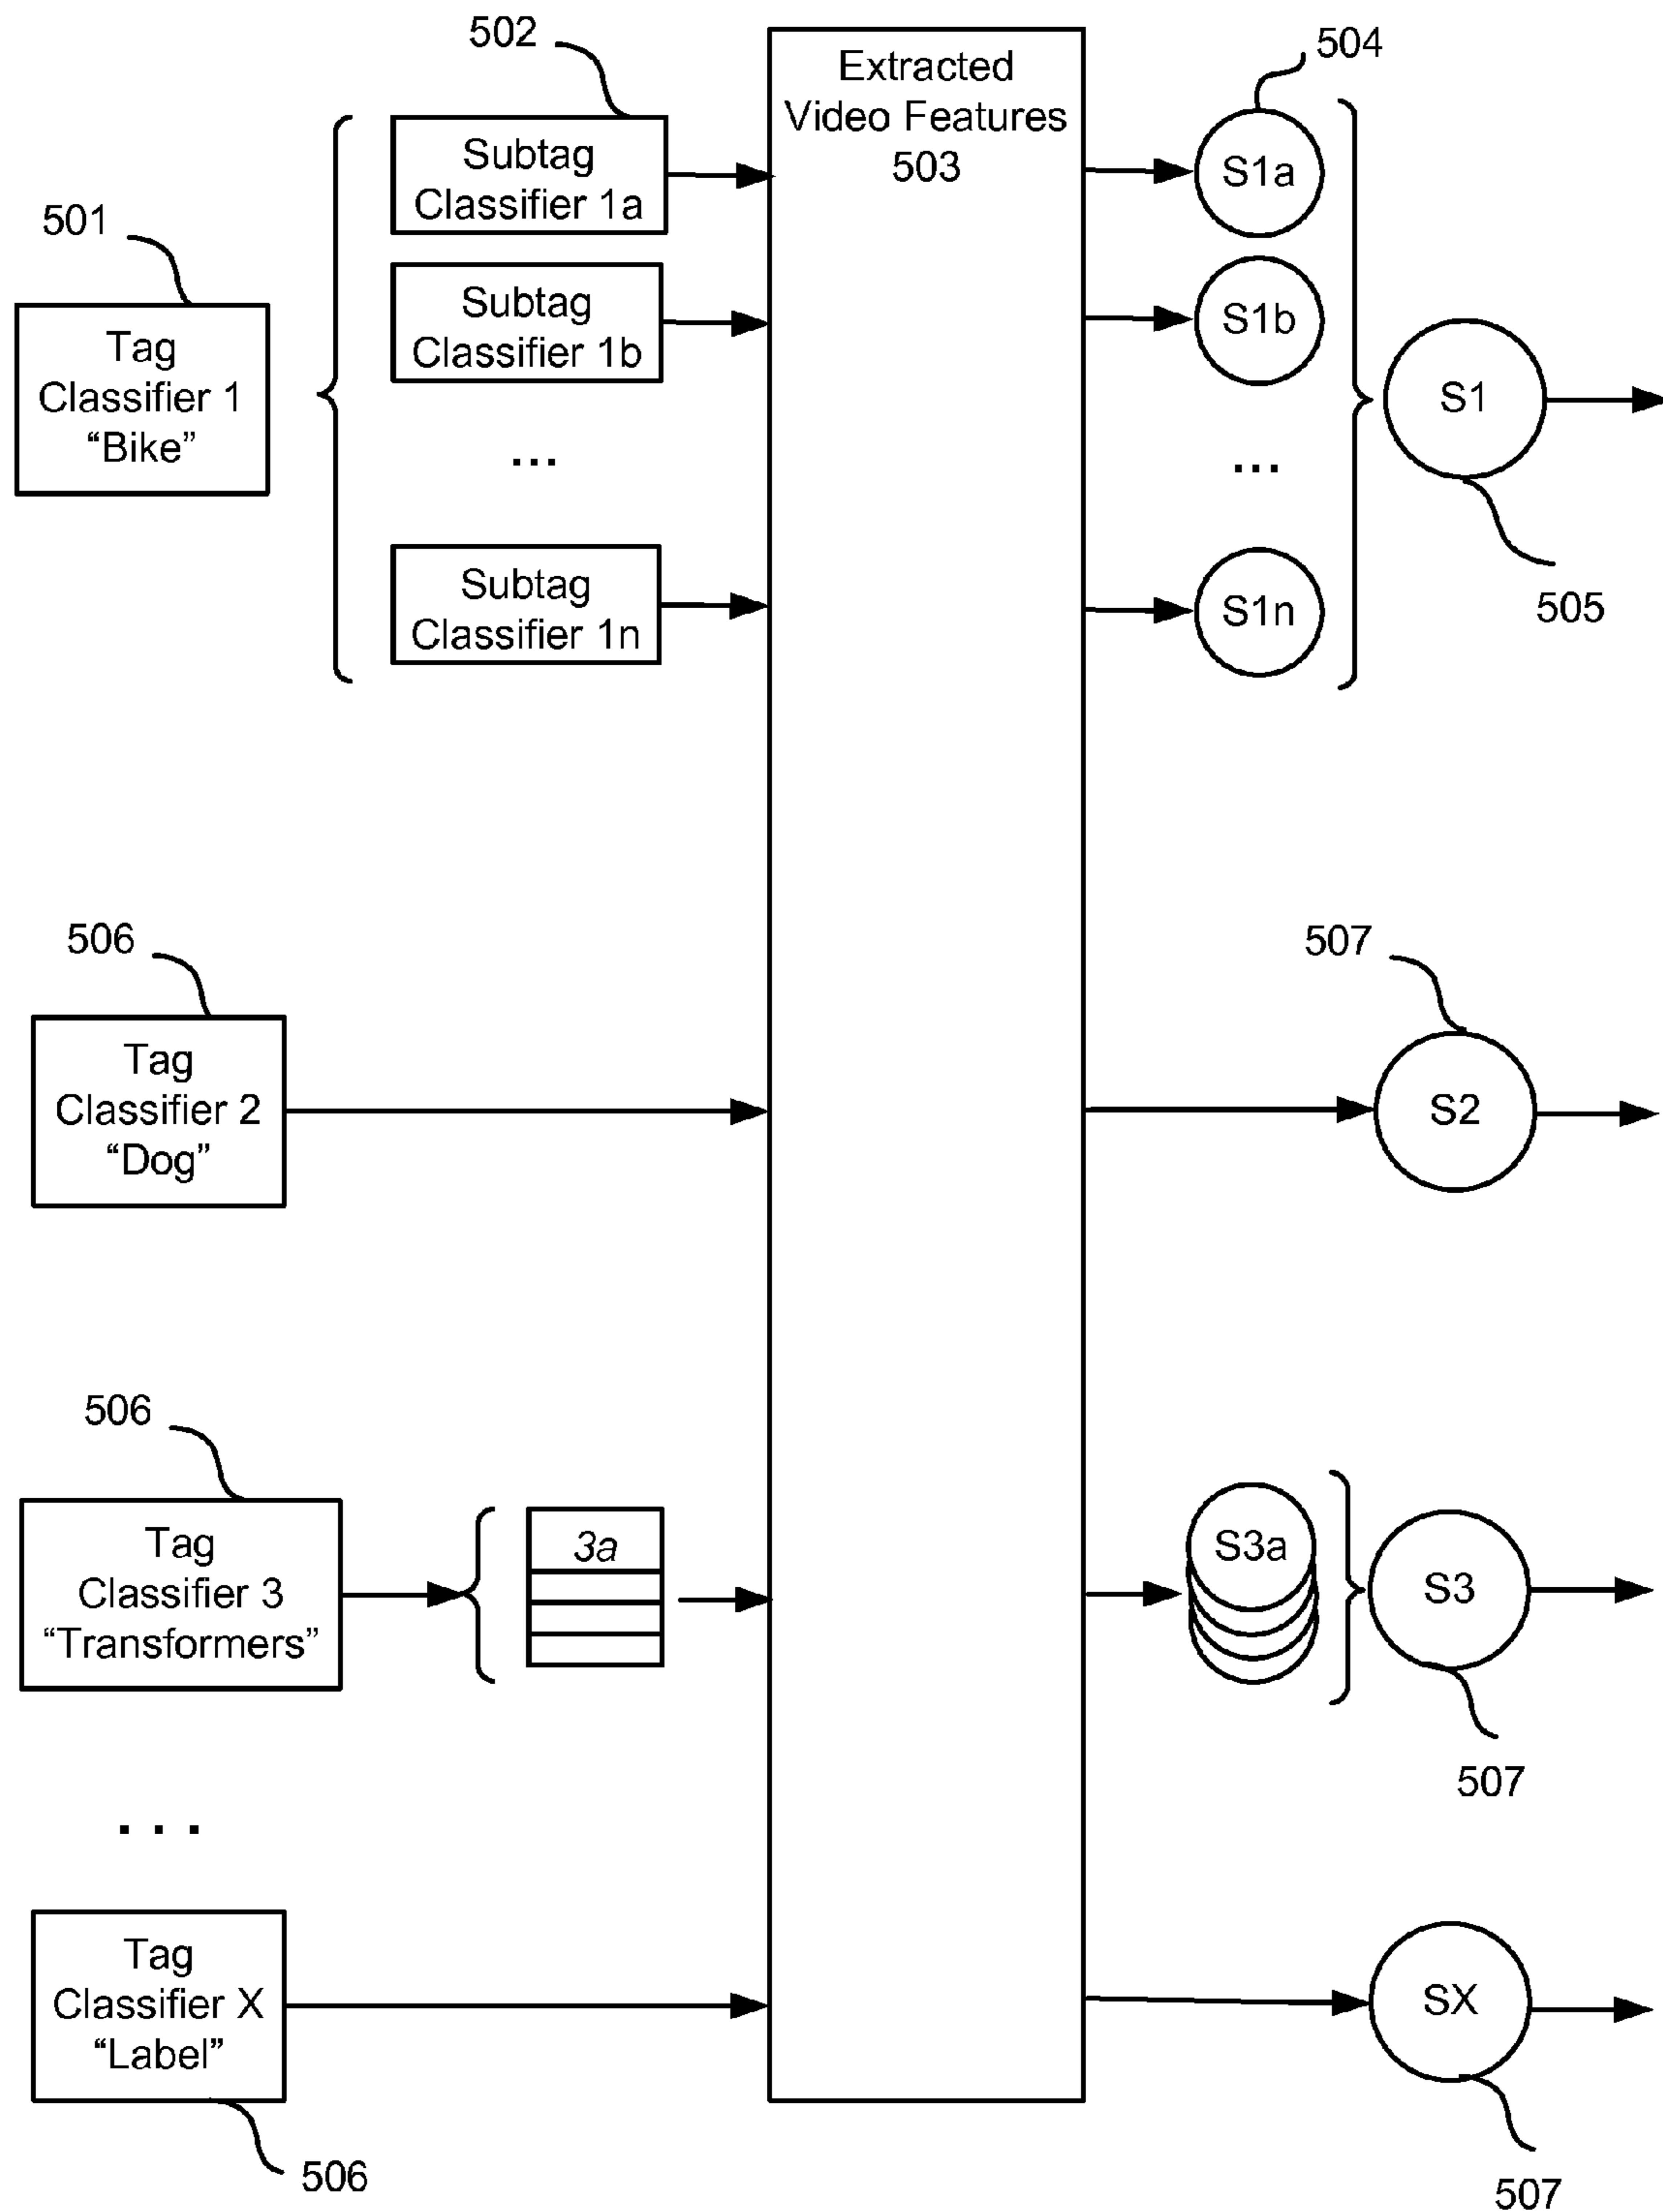 502
Extracted
Video Features
503
504
Subtag
Classifier 1a
S1a
501
Tag
Classifier 1
“Bike”
Subtag
Classifier 1b
S1b
...
...
S1
Subtag
Classifier 1n
S1n
505
506
Tag
Classifier 2
“Dog”
507
S2
506
Tag
Classifier 3
“Transformers”
3a
S3a
S3
507
. . .
Tag
Classifier X
“Label”
SX
506
507